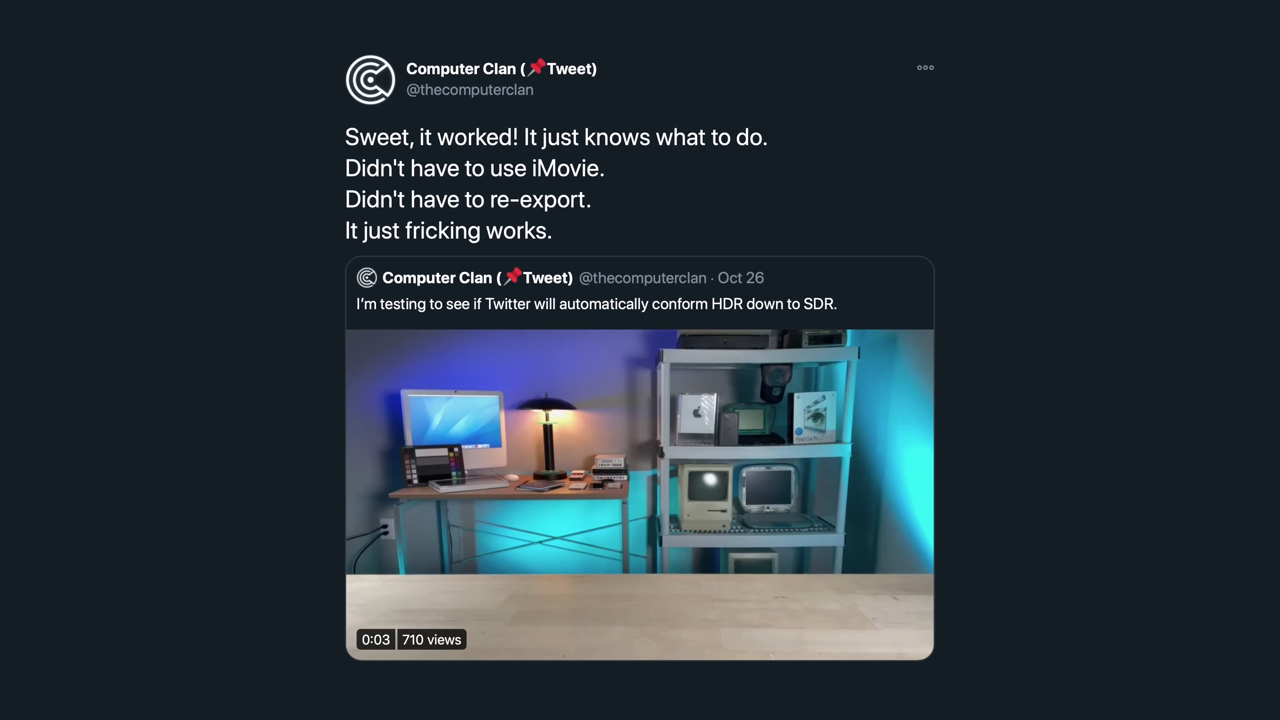 Computer Clan (📌Tweet)
@thecomputerclan
Sweet, it worked! It just knows what to do.
Didn't have to use iMovie.
Didn't have to re-export.
It just fricking works.
Computer Clan (📌Tweet) @thecomputerclan · Oct 26
I'm testing to see if Twitter will automatically conform HDR down to SDR.
0:03 710 views